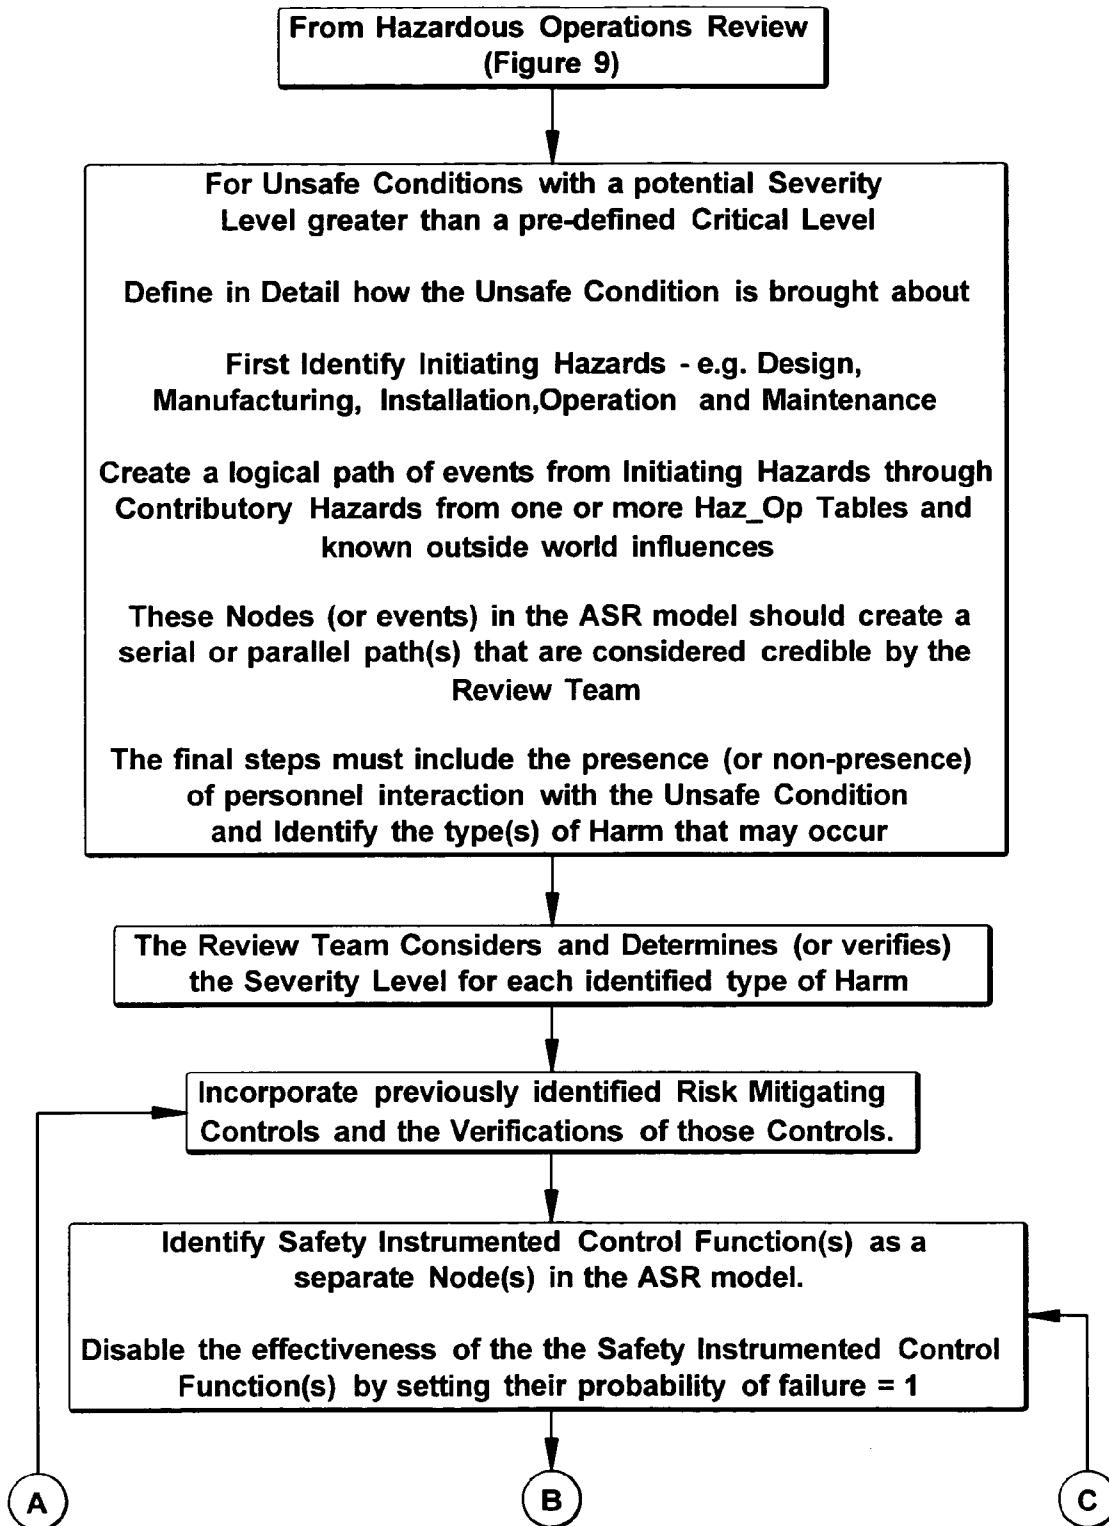 From Hazardous Operations Review
(Figure 9)
For Unsafe Conditions with a potential Severity
Level greater than a pre-defined Critical Level
Define in Detail how the Unsafe Condition is brought about
First Identify Initiating Hazards - e.g. Design,
Manufacturing, Installation,Operation and Maintenance
Create a logical path of events from Initiating Hazards through
Contributory Hazards from one or more Haz_Op Tables and
known outside world influences
These Nodes (or events) in the ASR model should create a
serial or parallel path(s) that are considered credible by the
Review Team
The final steps must include the presence (or non-presence)
of personnel interaction with the Unsafe Condition
and Identify the type(s) of Harm that may occur
The Review Team Considers and Determines (or verifies)
the Severity Level for each identified type of Harm
Incorporate previously identified Risk Mitigating
Controls and the Verifications of those Controls.
Identify Safety Instrumented Control Function(s) as a
separate Node(s) in the ASR model.
Disable the effectiveness of the the Safety Instrumented Control
Function(s) by setting their probability of failure = 1
A
B
C